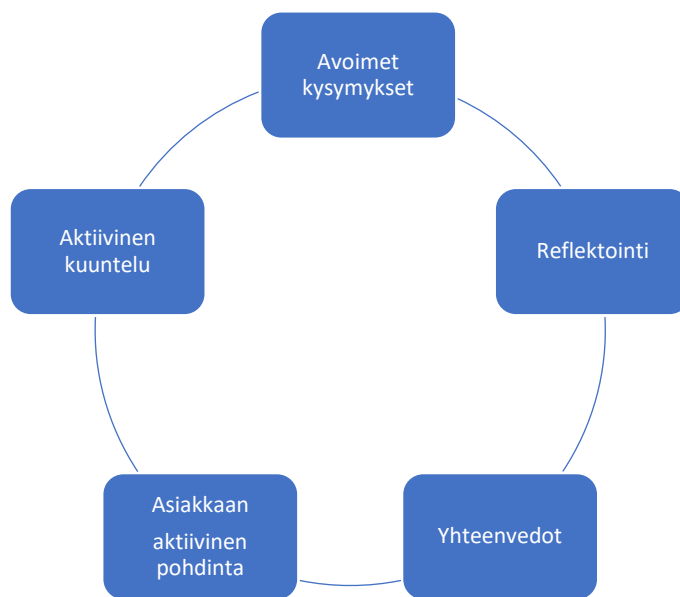 Avoimet
kysymykset
Reflektointi
Yhteenvedot
Asiakkaan
aktiivinen
pohdinta
Aktiivinen
kuuntelu